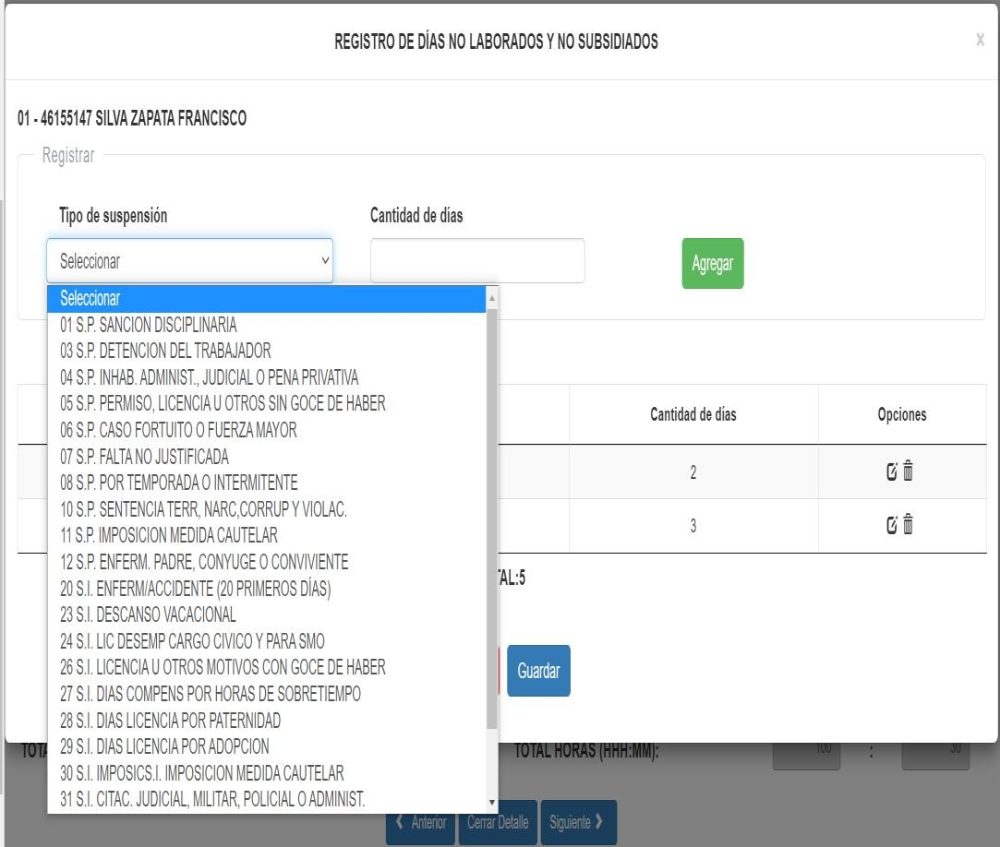 REGISTRO DE DÍAS NO LABORADOS Y NO SUBSIDIADOS
x
01 - 46155147 SILVA ZAPATA FRANCISCO
Registrar
Tipo de suspensión
Cantidad de días
Seleccionar
Agregar
Seleccionar
01 S.P. SANCION DISCIPLINARIA
03 S.P. DETENCION DEL TRABAJADOR
04 S.P. INHAB. ADMINIST., JUDICIAL O PENA PRIVATIVA
05 S.P. PERMISO, LICENCIA U OTROS SIN GOCE DE HABER
06 S.P. CASO FORTUITO O FUERZA MAYOR
07 S.P. FALTA NO JUSTIFICADA
08 S.P. POR TEMPORADA O INTERMITENTE
10 S.P. SENTENCIA TERR, NARC,CORRUP Y VIOLAC.
11 S.P. IMPOSICION MEDIDA CAUTELAR
12 S.P. ENFERM. PADRE, CONYUGE O CONVIVIENTE
20 S.I. ENFERM/ACCIDENTE (20 PRIMEROS DÍAS)
23 S.I. DESCANSO VACACIONAL
24 S.I. LIC DESEMP CARGO CIVICO Y PARA SMO
26 S.I. LICENCIA U OTROS MOTIVOS CON GOCE DE HABER
27 S.I. DIAS COMPENS POR HORAS DE SOBRETIEMPO
28 S.I. DIAS LICENCIA POR PATERNIDAD
29 S.I. DIAS LICENCIA POR ADOPCION
30 S.I. IMPOSICS.I. IMPOSICION MEDIDA CAUTELAR
31 S.I. CITAC. JUDICIAL, MILITAR, POLICIAL O ADMINIST.
Cantidad de días
Opciones
2
3
TAL:5
Guardar
TOTA
TOTAL HORAS (HHH:MM):
100
:
30
Anterior
Cerrar Detalle
Siguiente